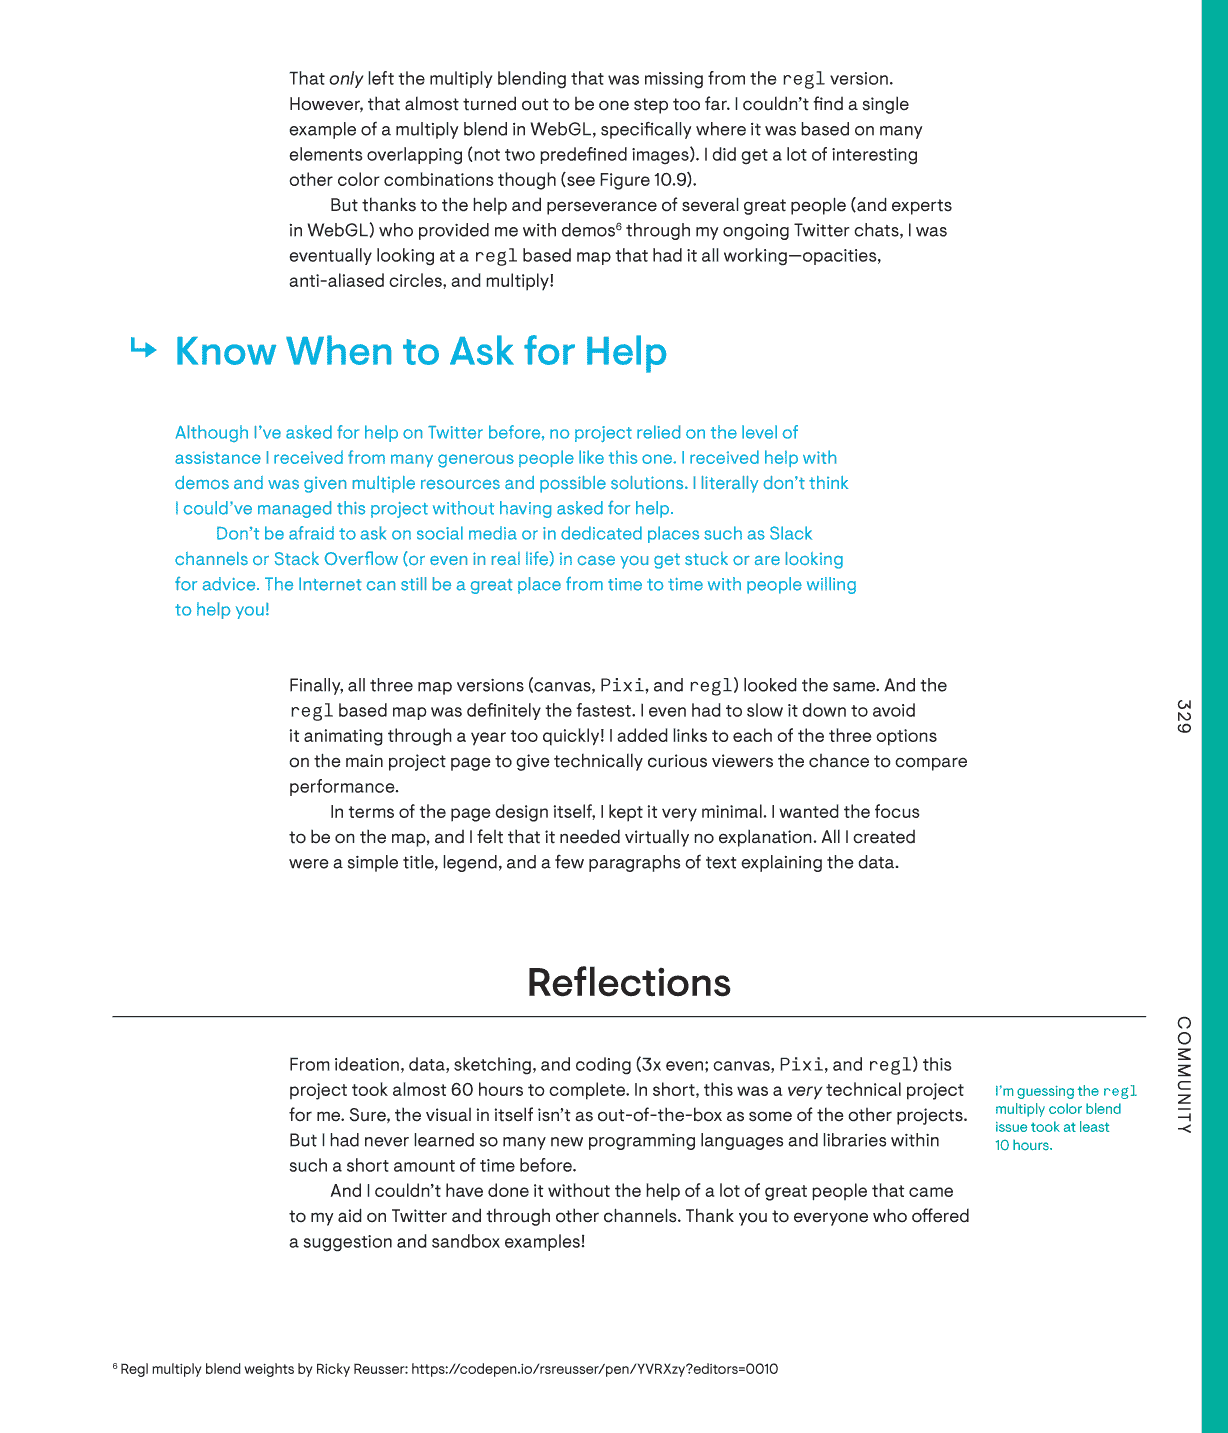 That only left the multiply blending that was missing from the regl version.
However, that almost turned out to be one step too far. I couldn’t find a single
example of a multiply blend in WebGL, specifically where it was based on many
elements overlapping (not two predefined images). I did get a lot of interesting
other color combinations though (see Figure 10.9).
But thanks to the help and perseverance of several great people (and experts
in WebGL) who provided me with demos⁶ through my ongoing Twitter chats, I was
eventually looking at a regl based map that had it all working—opacities,
anti-aliased circles, and multiply!
↳ Know When to Ask for Help
Although I’ve asked for help on Twitter before, no project relied on the level of
assistance I received from many generous people like this one. I received help with
demos and was given multiple resources and possible solutions. I literally don’t think
I could’ve managed this project without having asked for help.
Don’t be afraid to ask on social media or in dedicated places such as Slack
channels or Stack Overflow (or even in real life) in case you get stuck or are looking
for advice. The Internet can still be a great place from time to time with people willing
to help you!
Finally, all three map versions (canvas, Pixi, and regl) looked the same. And the
regl based map was definitely the fastest. I even had to slow it down to avoid
it animating through a year too quickly! I added links to each of the three options
on the main project page to give technically curious viewers the chance to compare
performance.
In terms of the page design itself, I kept it very minimal. I wanted the focus
to be on the map, and I felt that it needed virtually no explanation. All I created
were a simple title, legend, and a few paragraphs of text explaining the data.
329
Reflections
COMMUNITY
From ideation, data, sketching, and coding (3x even; canvas, Pixi, and regl) this
project took almost 60 hours to complete. In short, this was a very technical project
for me. Sure, the visual in itself isn’t as out-of-the-box as some of the other projects.
But I had never learned so many new programming languages and libraries within
such a short amount of time before.
And I couldn’t have done it without the help of a lot of great people that came
to my aid on Twitter and through other channels. Thank you to everyone who offered
a suggestion and sandbox examples!
I’m guessing the regl
multiply color blend
issue took at least
10 hours.
⁶ Regl multiply blend weights by Ricky Reusser: https://codepen.io/rsreusser/pen/YVRXzy?editors=0010